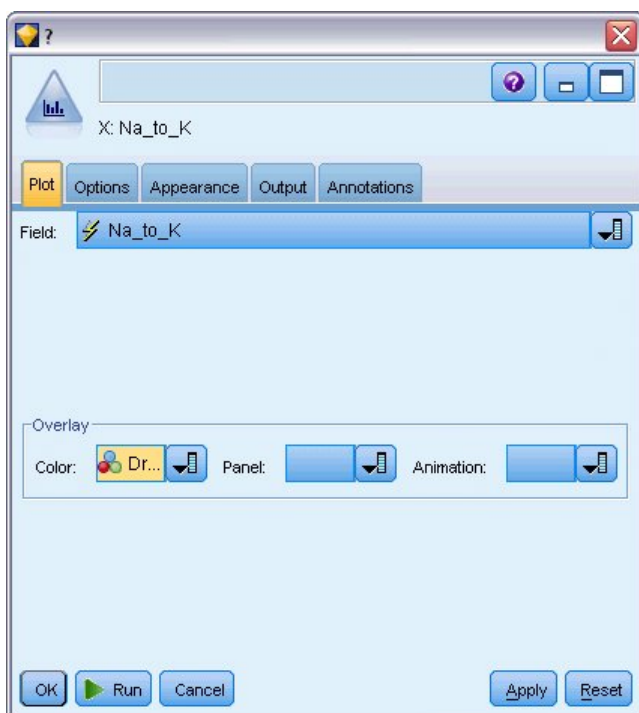 ?
X: Na_to_K
Plot Options Appearance Output Annotations
Field: Na_to_K
Overlay
Color: Dr... Panel: Animation:
OK Run Cancel Apply Reset